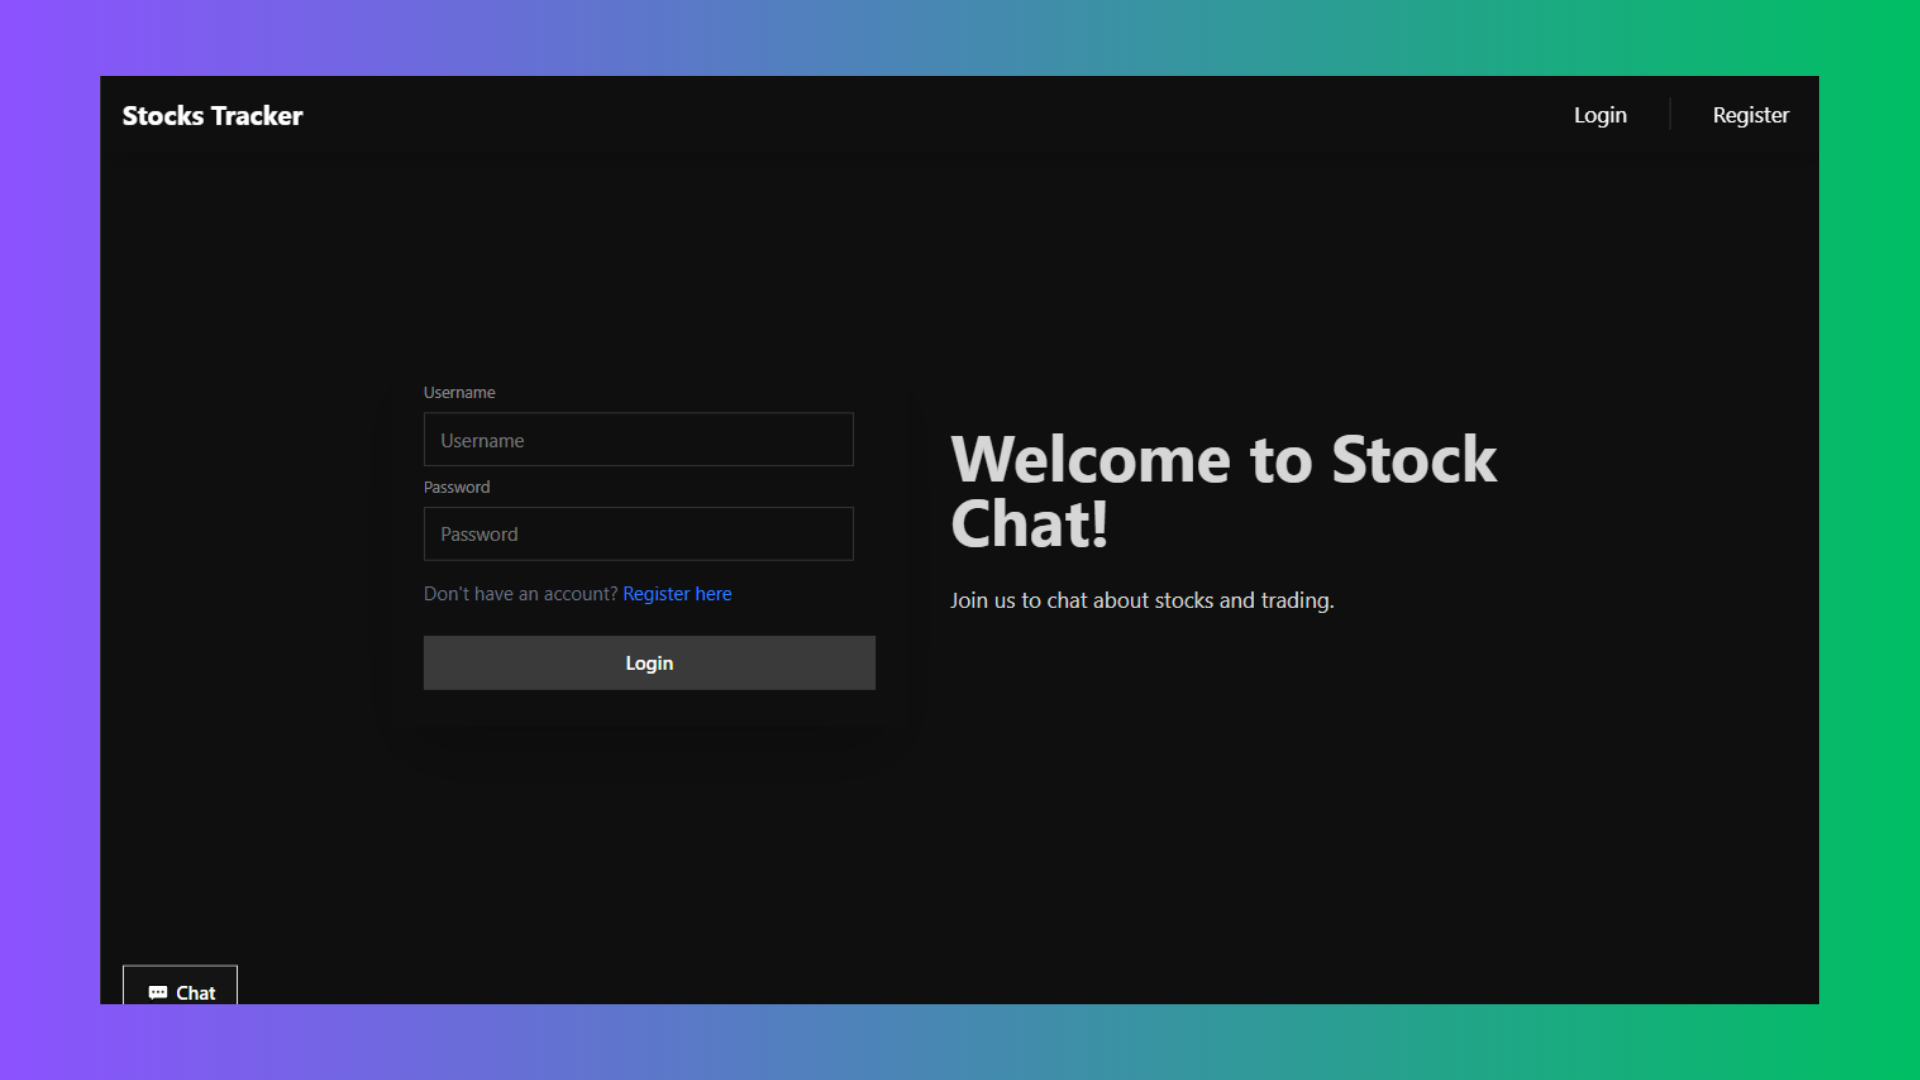 Stocks Tracker
Login
Register
Username
Username
Password
Password
Don't have an account? Register here
Login
Welcome to Stock
Chat!
Join us to chat about stocks and trading.
Chat